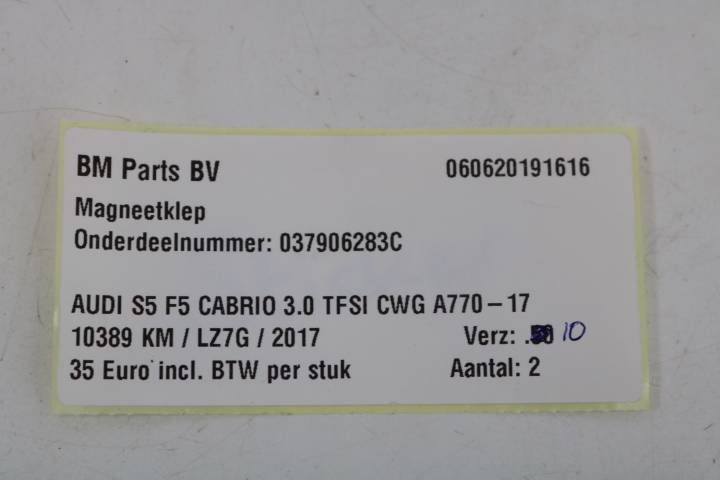 BM Parts BV 060620191616
Magneetklep
Onderdeelnummer: 037906283C
AUDI S5 F5 CABRIO 3.0 TFSI CWG A770-17
10389 KM / LZ7G / 2017 Verz: 10
35 Euro incl. BTW per stuk Aantal: 2